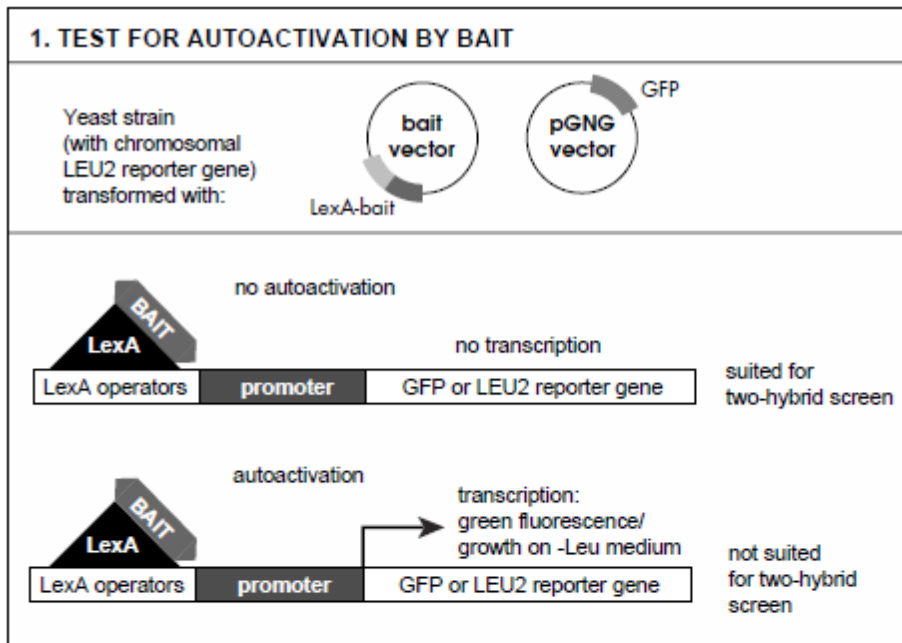 1. TEST FOR AUTOACTIVATION BY BAIT
Yeast strain
(with chromosomal
LEU2 reporter gene)
transformed with:
bait
vector
LexA-bait
pGNG
vector
GFP
BAIT
LexA
no autoactivation
no transcription
LexA operators
promoter
GFP or LEU2 reporter gene
suited for
two-hybrid screen
BAIT
LexA
autoactivation
transcription:
green fluorescence/
growth on -Leu medium
LexA operators
promoter
GFP or LEU2 reporter gene
not suited
for two-hybrid
screen